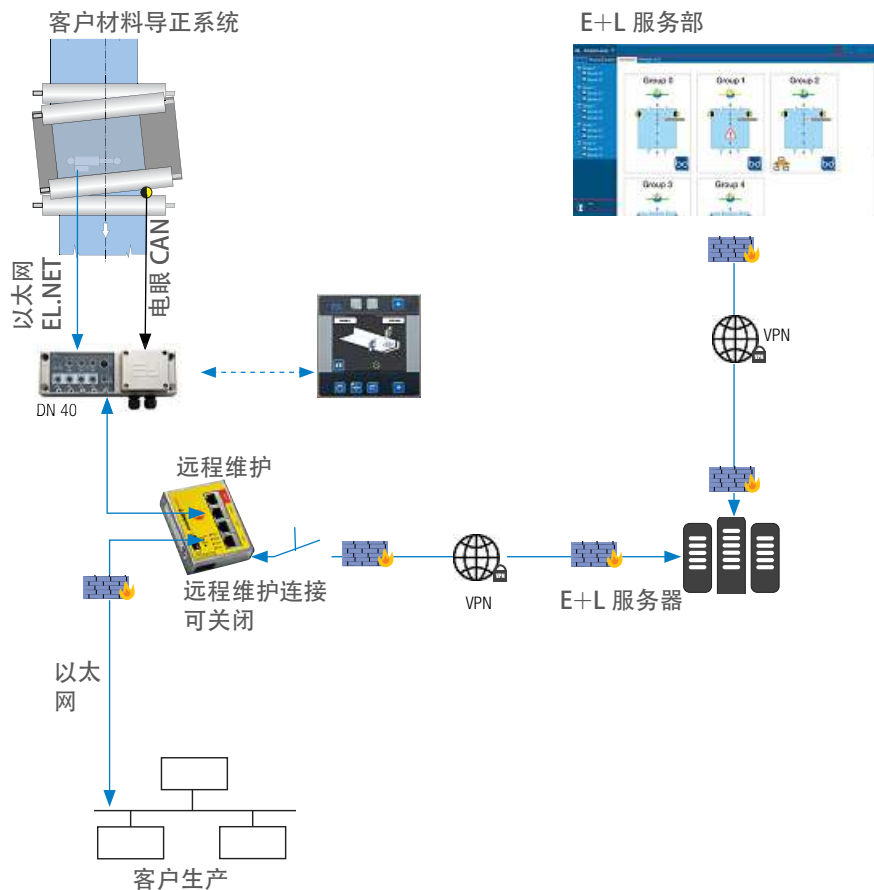 客户材料导正系统
E+L 服务部
Group 0
Group 1
Group 2
Group 3
Group 4
以太网
EL.NET
电眼 CAN
VPN
DN 40
远程维护
远程维护连接
可关闭
VPN
E+L 服务器
以太
网
客户生产